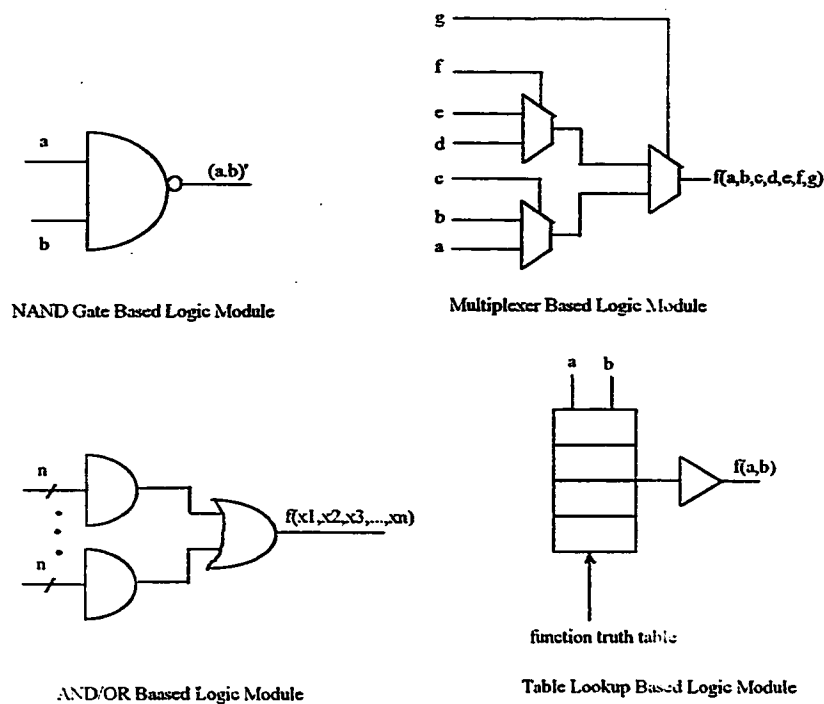 a
b
(a.b)'
NAND Gate Based Logic Module
g
f
e
d
c
b
a
f(a,b,c,d,e,f,g)
Multiplexer Based Logic Module
n
n
f(x1,x2,x3,...,xn)
AND/OR Baased Logic Module
a b
f(a,b)
function truth table
Table Lookup Based Logic Module